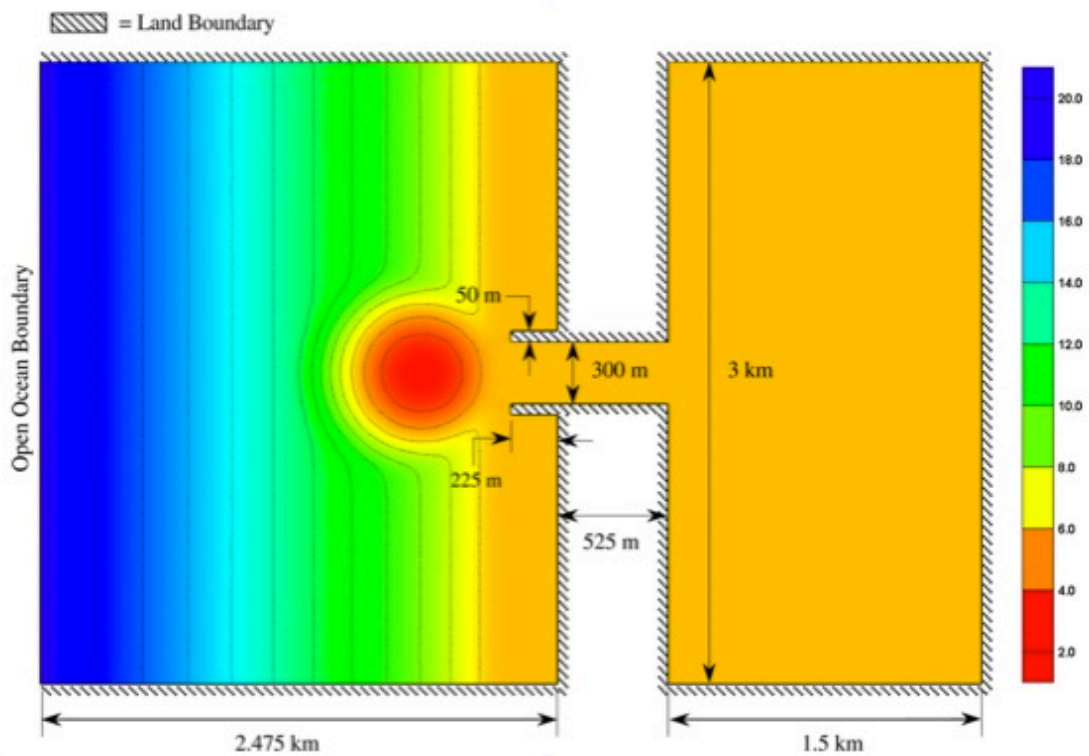 = Land Boundary
Open Ocean Boundary
50 m
300 m
3 km
225 m
525 m
2.475 km
1.5 km
20.0
18.0
16.0
14.0
12.0
10.0
8.0
6.0
4.0
2.0